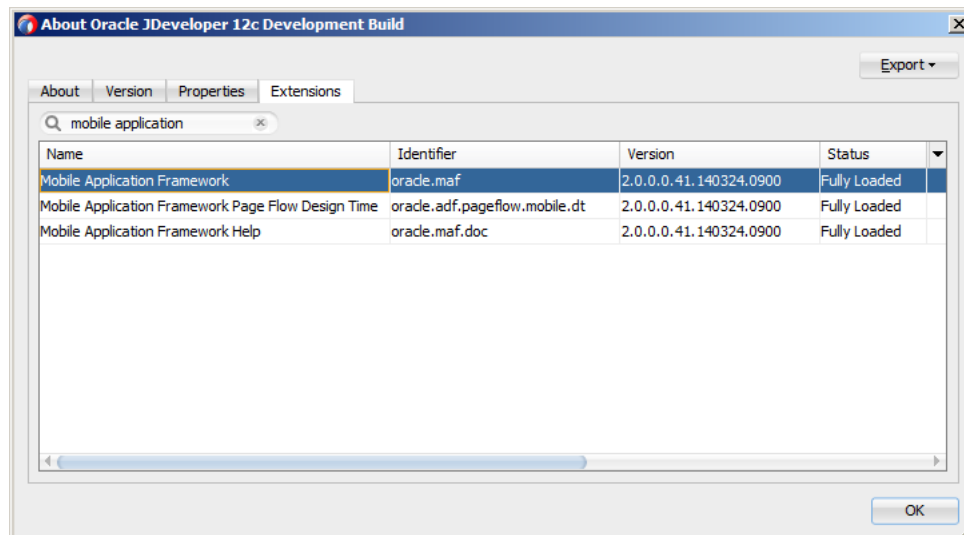 About Oracle JDeveloper 12c Development Build
Export
About Version Properties Extensions
mobile application
Name Identifier Version Status
Mobile Application Framework oracle.maf 2.0.0.0.41.140324.0900 Fully Loaded
Mobile Application Framework Page Flow Design Time oracle.adf.pageflow.mobile.dt 2.0.0.0.41.140324.0900 Fully Loaded
Mobile Application Framework Help oracle.maf.doc 2.0.0.0.41.140324.0900 Fully Loaded
OK